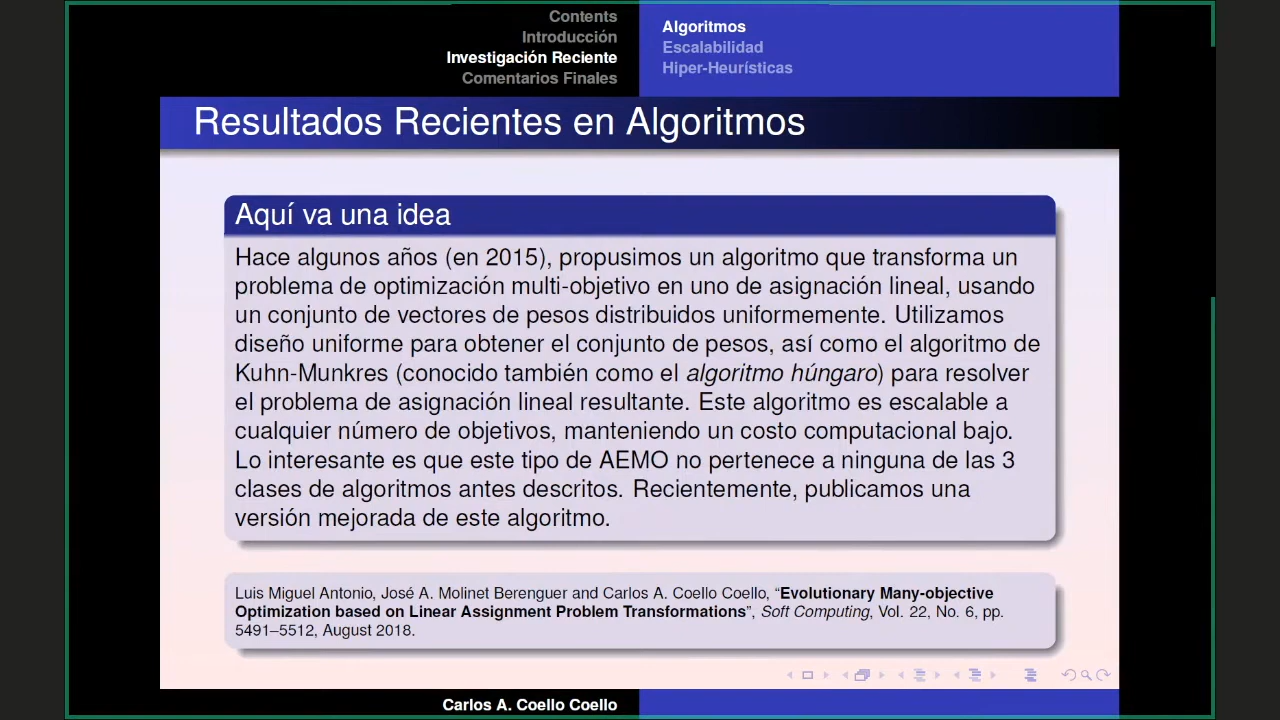 Contents
Introducción
Investigación Reciente
Comentarios Finales
Algoritmos
Escalabilidad
Hiper-Heurísticas
Resultados Recientes en Algoritmos
Aquí va una idea
Hace algunos años (en 2015), propusimos un algoritmo que transforma un
problema de optimización multi-objetivo en uno de asignación lineal, usando
un conjunto de vectores de pesos distribuidos uniformemente. Utilizamos
diseño uniforme para obtener el conjunto de pesos, así como el algoritmo de
Kuhn-Munkres (conocido también como el algoritmo húngaro) para resolver
el problema de asignación lineal resultante. Este algoritmo es escalable a
cualquier número de objetivos, manteniendo un costo computacional bajo.
Lo interesante es que este tipo de AEMO no pertenece a ninguna de las 3
clases de algoritmos antes descritos. Recientemente, publicamos una
versión mejorada de este algoritmo.
Luis Miguel Antonio, José A. Molinet Berenguer and Carlos A. Coello Coello, “Evolutionary Many-objective
Optimization based on Linear Assignment Problem Transformations”, Soft Computing, Vol. 22, No. 6, pp.
5491–5512, August 2018.
Carlos A. Coello Coello